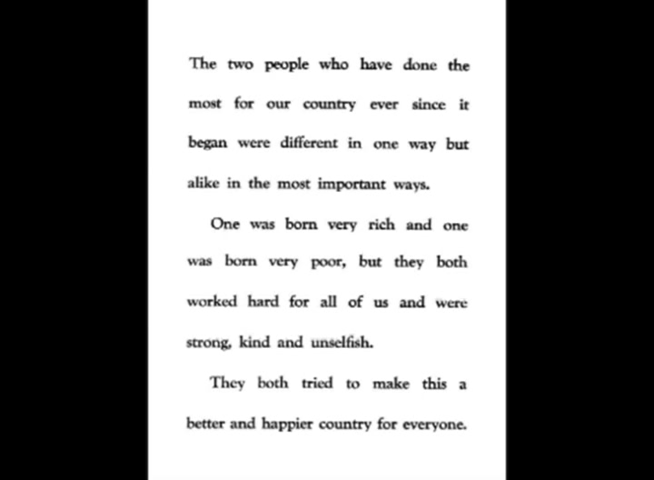 The two people who have done the
most for our country ever since it
began were different in one way but
alike in the most important ways.
One was born very rich and one
was born very poor, but they both
worked hard for all of us and were
strong, kind and unselfish.
They both tried to make this a
better and happier country for everyone.